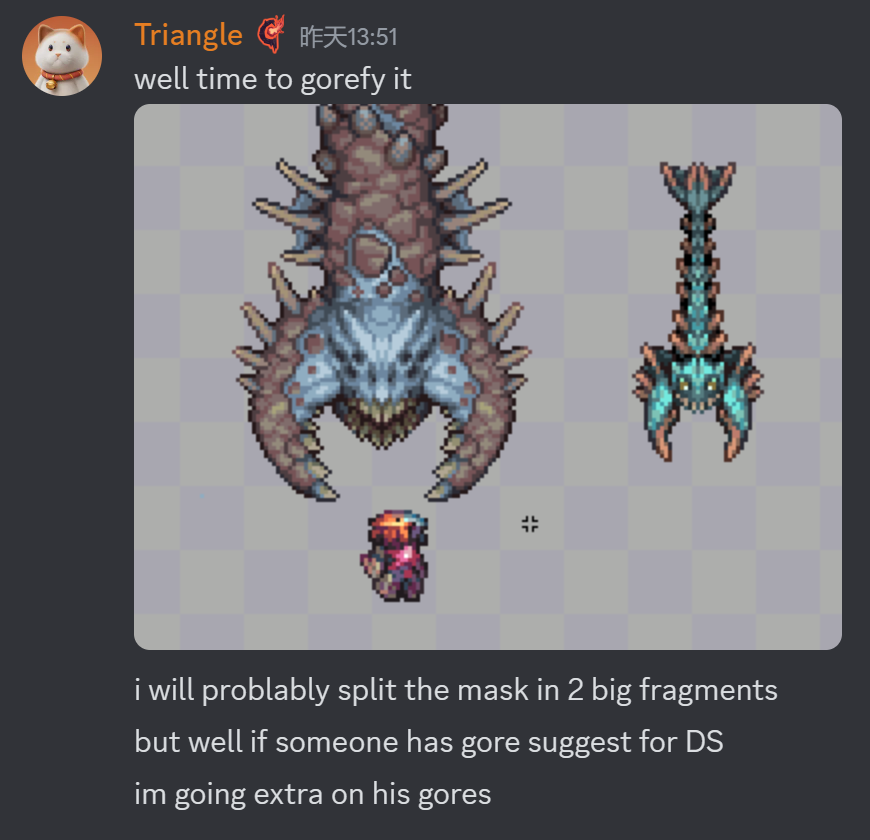 Triangle 昨天13:51
well time to gorefy it
i will problably split the mask in 2 big fragments
but well if someone has gore suggest for DS
im going extra on his gores